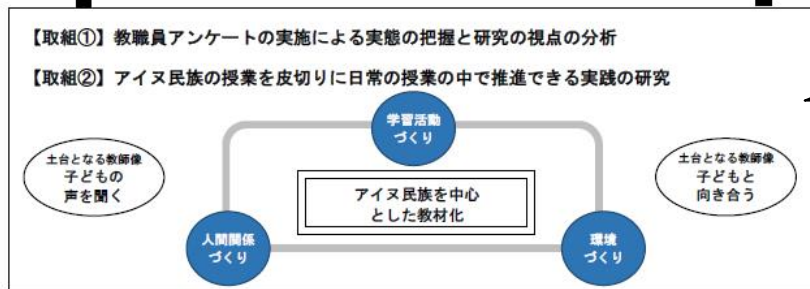 【取組①】教職員アンケートの実施による実態の把握と研究の視点の分析
【取組②】アイヌ民族の授業を皮切りに日常の授業の中で推進できる実践の研究
学習活動
づくり
土台となる教師像
子どもの
声を聞く
アイヌ民族を中心
とした教材化
土台となる教師像
子どもと
向き合う
人間関係
づくり
環境
づくり